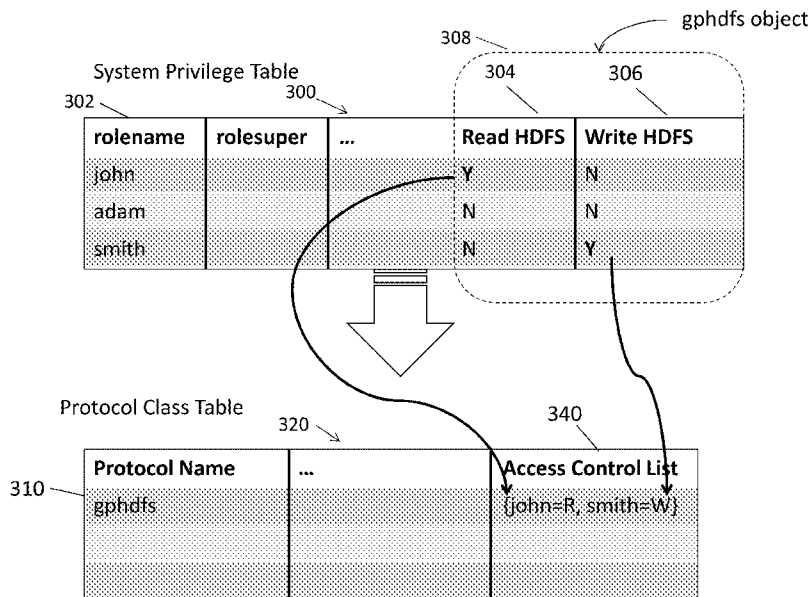 gphdfs object
308
System Privilege Table
304
306
302
300
rolename rolesuper ... Read HDFS Write HDFS
john Y N
adam N N
smith N Y
Protocol Class Table
320
340
Protocol Name ... Access Control List
310
gphdfs {john=R, smith=W}